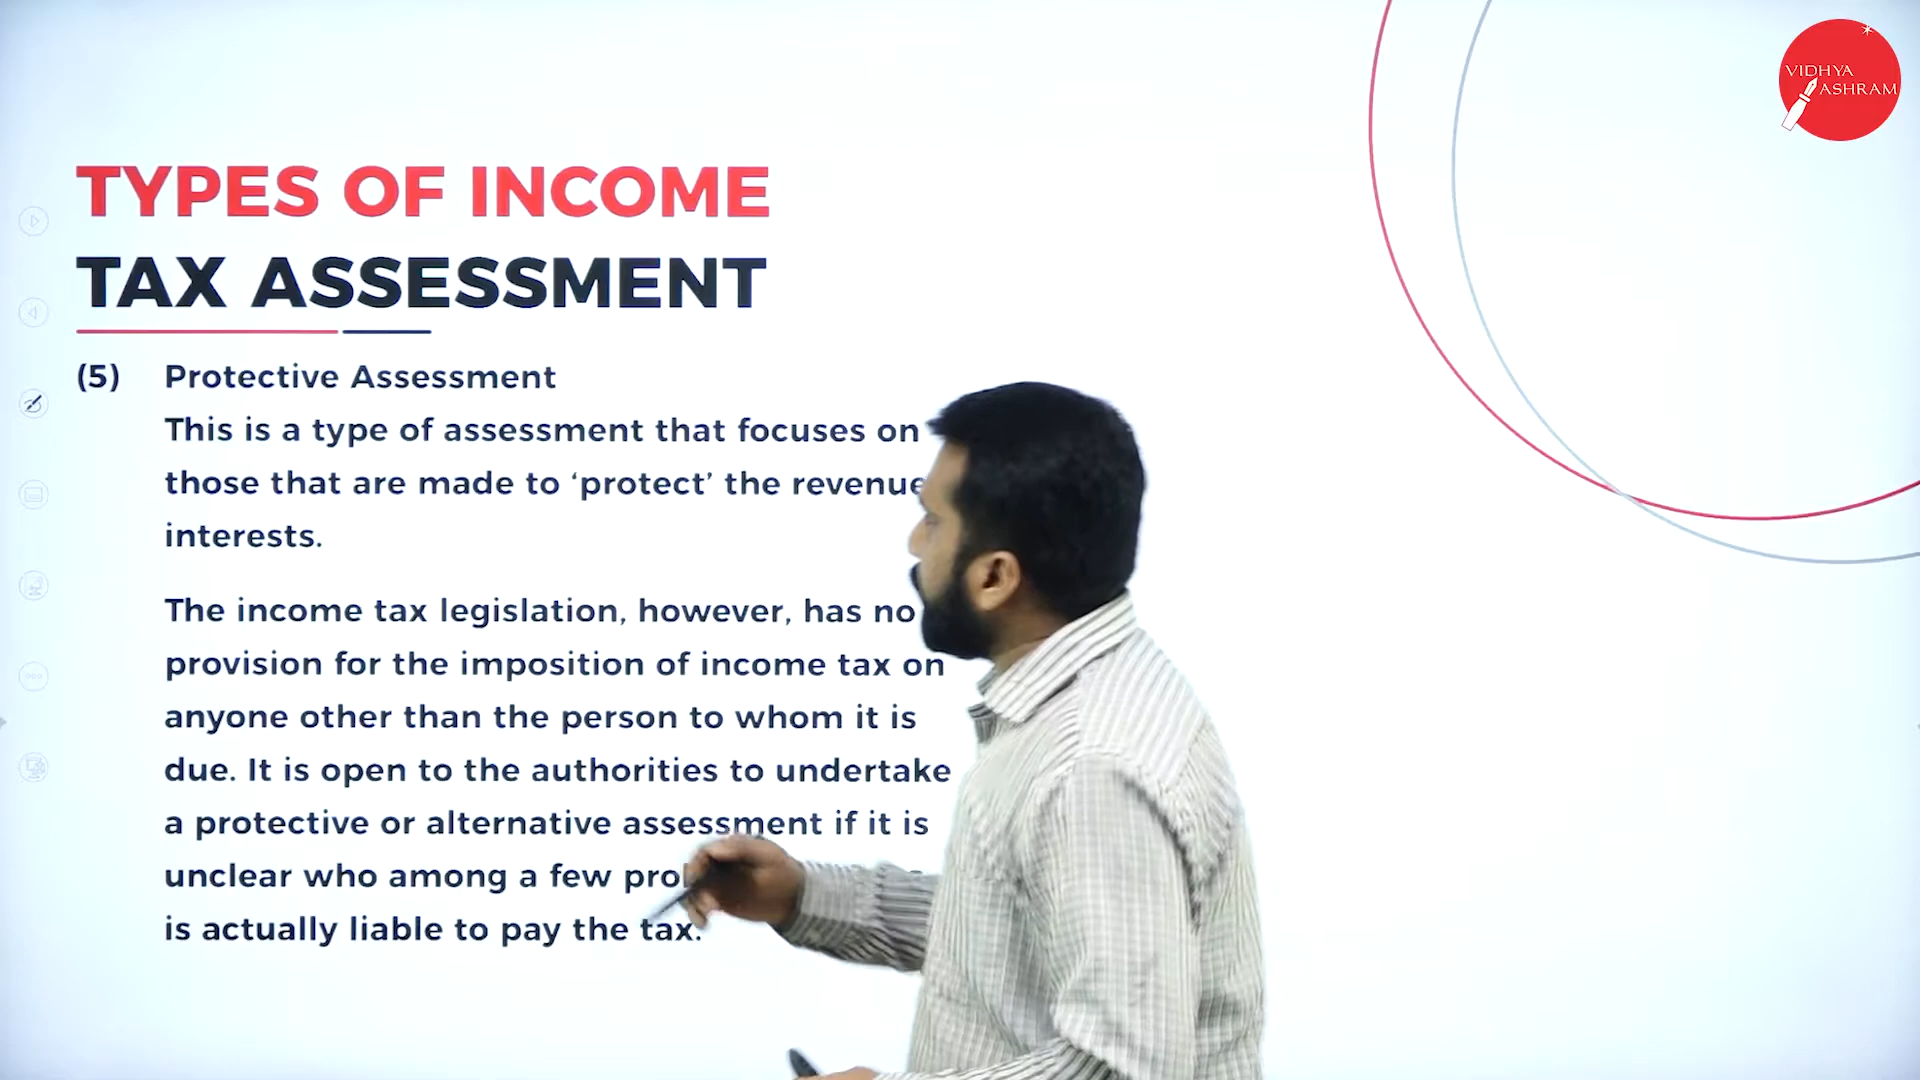 VIDHYA
ASHRAM
TYPES OF INCOME
TAX ASSESSMENT
(5) Protective Assessment
This is a type of assessment that focuses on
those that are made to ‘protect’ the revenue
interests.
The income tax legislation, however, has no
provision for the imposition of income tax on
anyone other than the person to whom it is
due. It is open to the authorities to undertake
a protective or alternative assessment if it is
unclear who among a few
is actually liable to pay the tax.